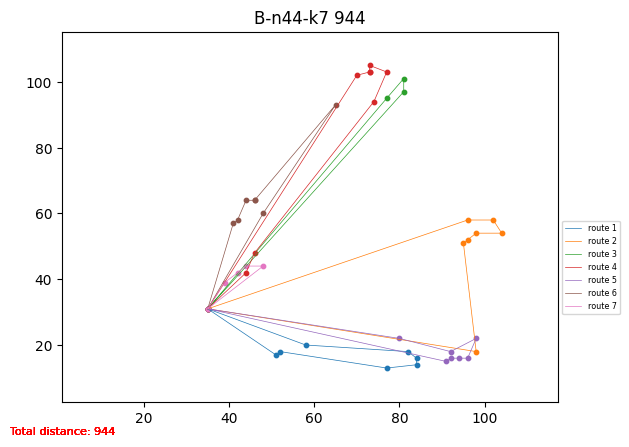 B-n44-k7 944
100
80
60
40
20
20
40
60
80
100
route 1
route 2
route 3
route 4
route 5
route 6
route 7
Total distance: 944